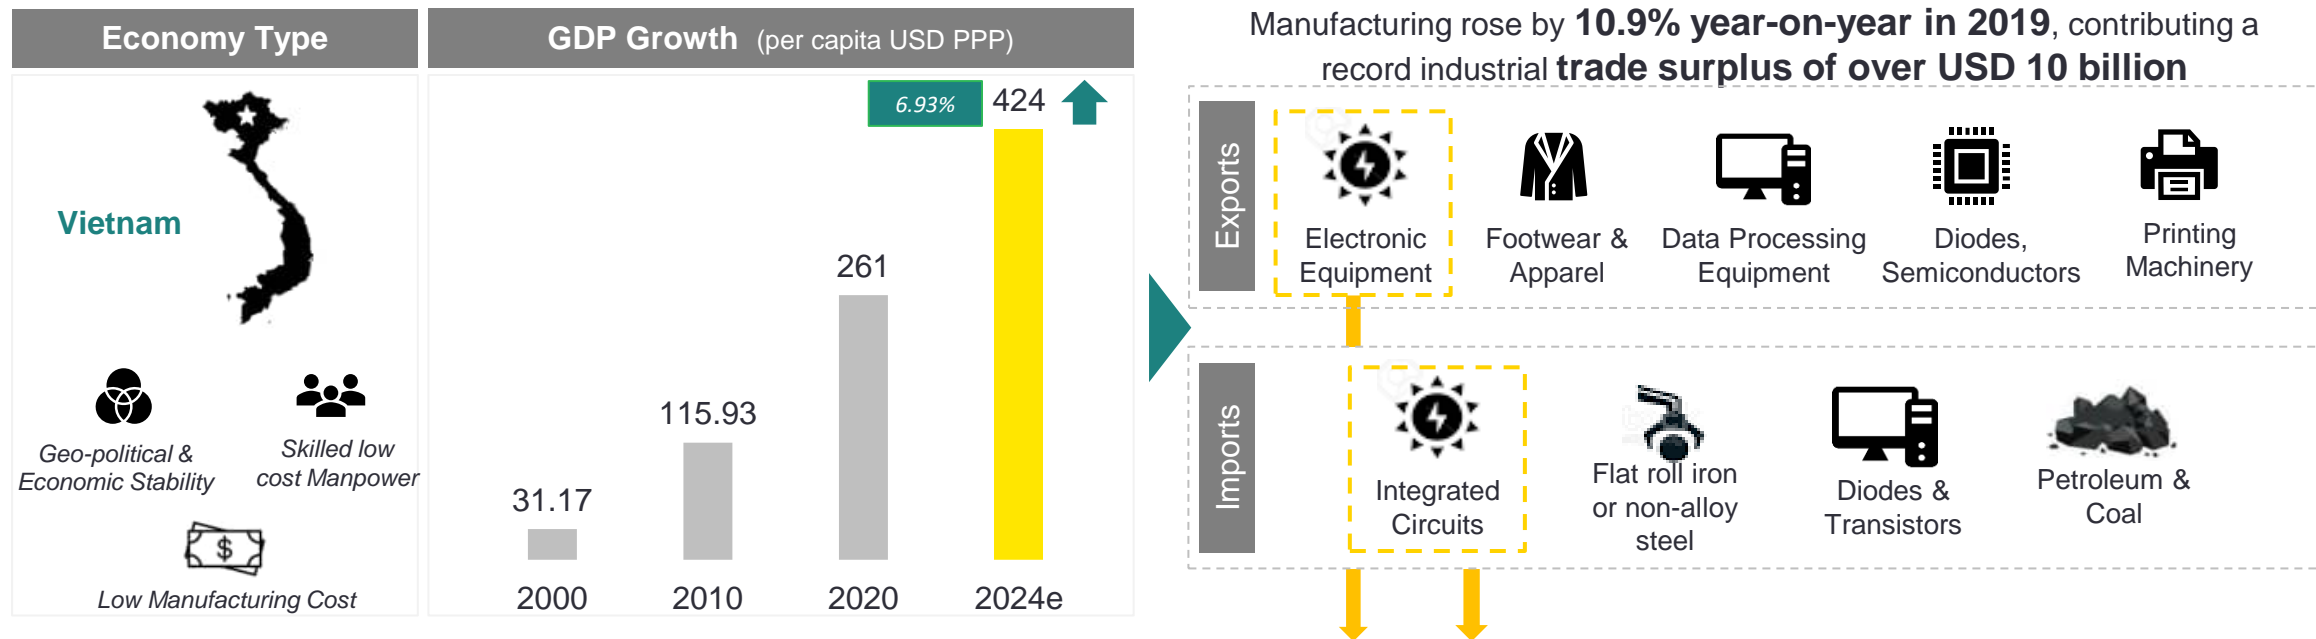 Economy Type
Vietnam
Geo-political &
Economic Stability
Skilled low
cost Manpower
$
Low Manufacturing Cost
GDP Growth (per capita USD PPP)
6.93%
424
261
115.93
31.17
2000
2010
2020
2024e
Manufacturing rose by 10.9% year-on-year in 2019, contributing a
record industrial trade surplus of over USD 10 billion
Exports
Electronic
Equipment
Footwear &
Apparel
Data Processing
Equipment
Diodes,
Semiconductors
Printing
Machinery
Imports
Integrated
Circuits
Flat roll iron
or non-alloy
steel
Diodes &
Transistors
Petroleum &
Coal